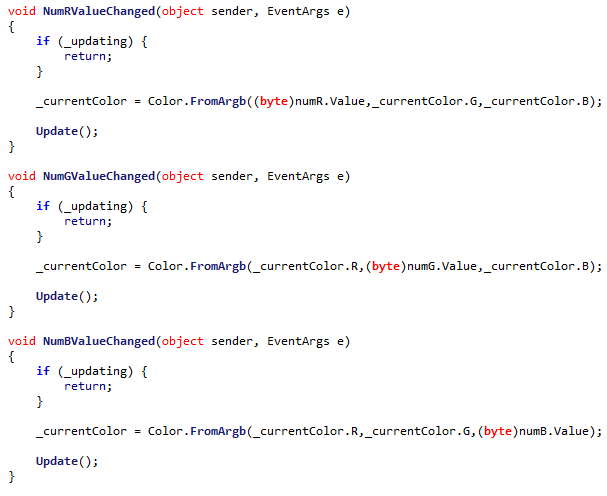 void NumRValueChanged(object sender, EventArgs e)
{
    if (_updating) {
        return;
    }

    _currentColor = Color.FromArgb((byte)numR.Value,_currentColor.G,_currentColor.B);

    Update();
}

void NumGValueChanged(object sender, EventArgs e)
{
    if (_updating) {
        return;
    }

    _currentColor = Color.FromArgb(_currentColor.R,(byte)numG.Value,_currentColor.B);

    Update();
}

void NumBValueChanged(object sender, EventArgs e)
{
    if (_updating) {
        return;
    }

    _currentColor = Color.FromArgb(_currentColor.R,_currentColor.G,(byte)numB.Value);

    Update();
}